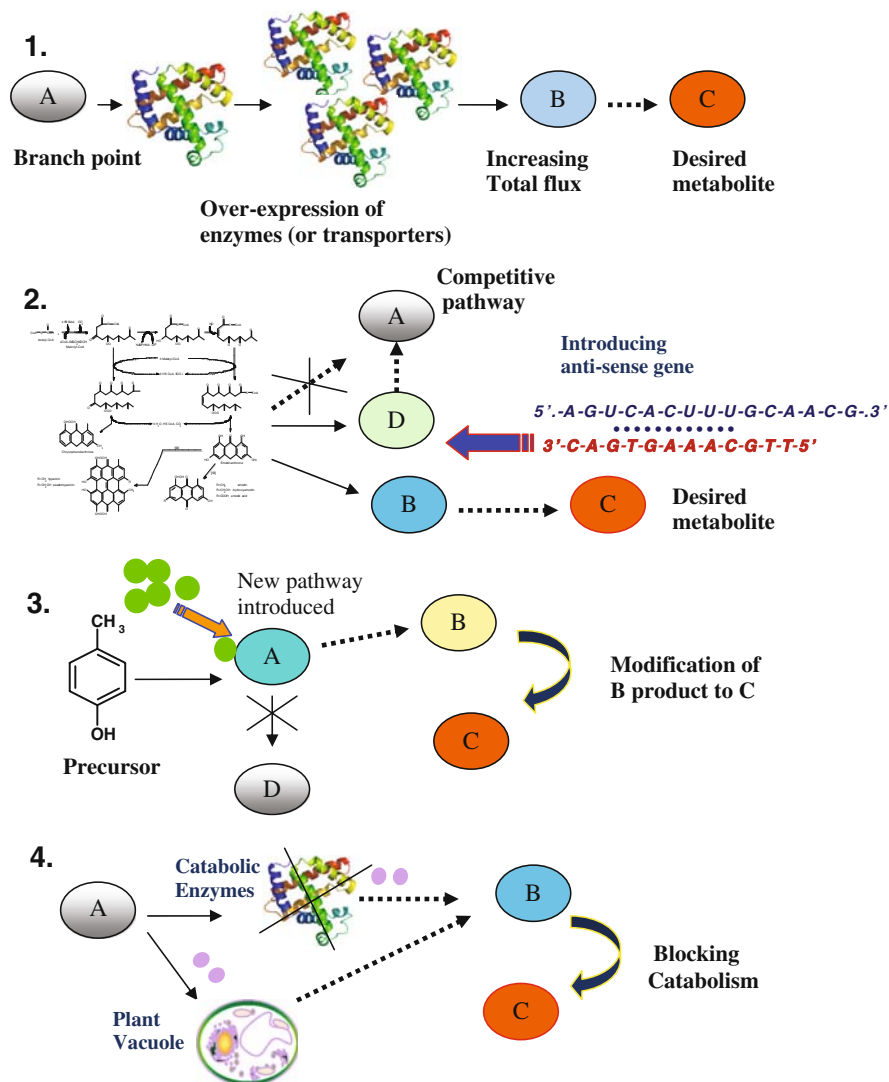 1.
A
B
C
Branch point
Increasing
Total flux
Desired
metabolite
Over-expression of
enzymes (or transporters)
2.
Competitive
pathway
A
Introducing
anti-sense gene
5'.-A-G-U-C-A-C-U-U-U-G-C-A-A-C-G-.3'
D
3'-C-A-G-T-G-A-A-A-C-G-T-T-5'
B
C
Desired
metabolite
3.
New pathway
introduced
CH3
A
B
Modification of
B product to C
OH
C
Precursor
D
4.
Catabolic
Enzymes
A
B
Blocking
Catabolism
C
Plant
Vacuole